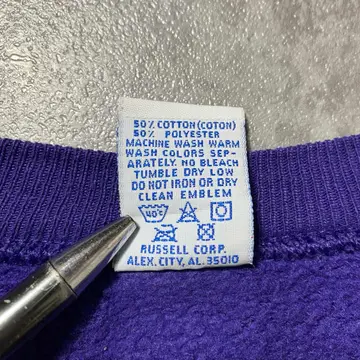 50% COTTON (COTON)
50% POLYESTER
MACHINE WASH WARM
WASH COLORS SEP-
ARATELY. NO BLEACH
TUMBLE DRY LOW
DO NOT IRON OR DRY
CLEAN EMBLEM
40°C
RUSSELL CORP.
ALEX. CITY, AL. 35010